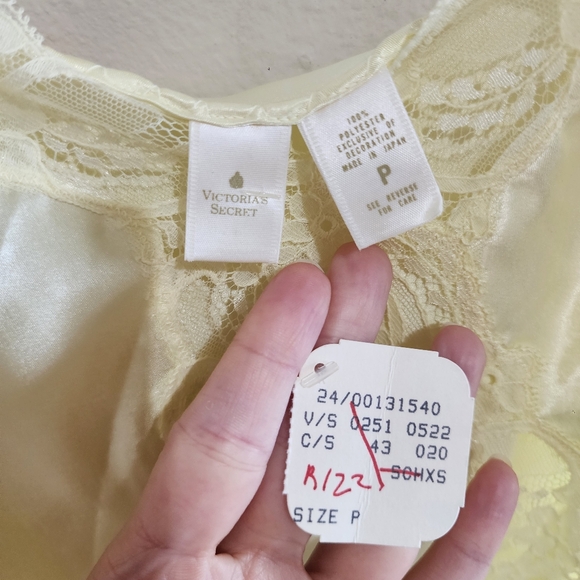 VICTORIA'S
SECRET
100%
POLYESTER
EXCLUSIVE OF
DECORATION
MADE IN JAPAN
P
SEE REVERSE
FOR CARE
24/00131540
V/S 0251 0522
C/S 43 020
SOHXS
SIZE P